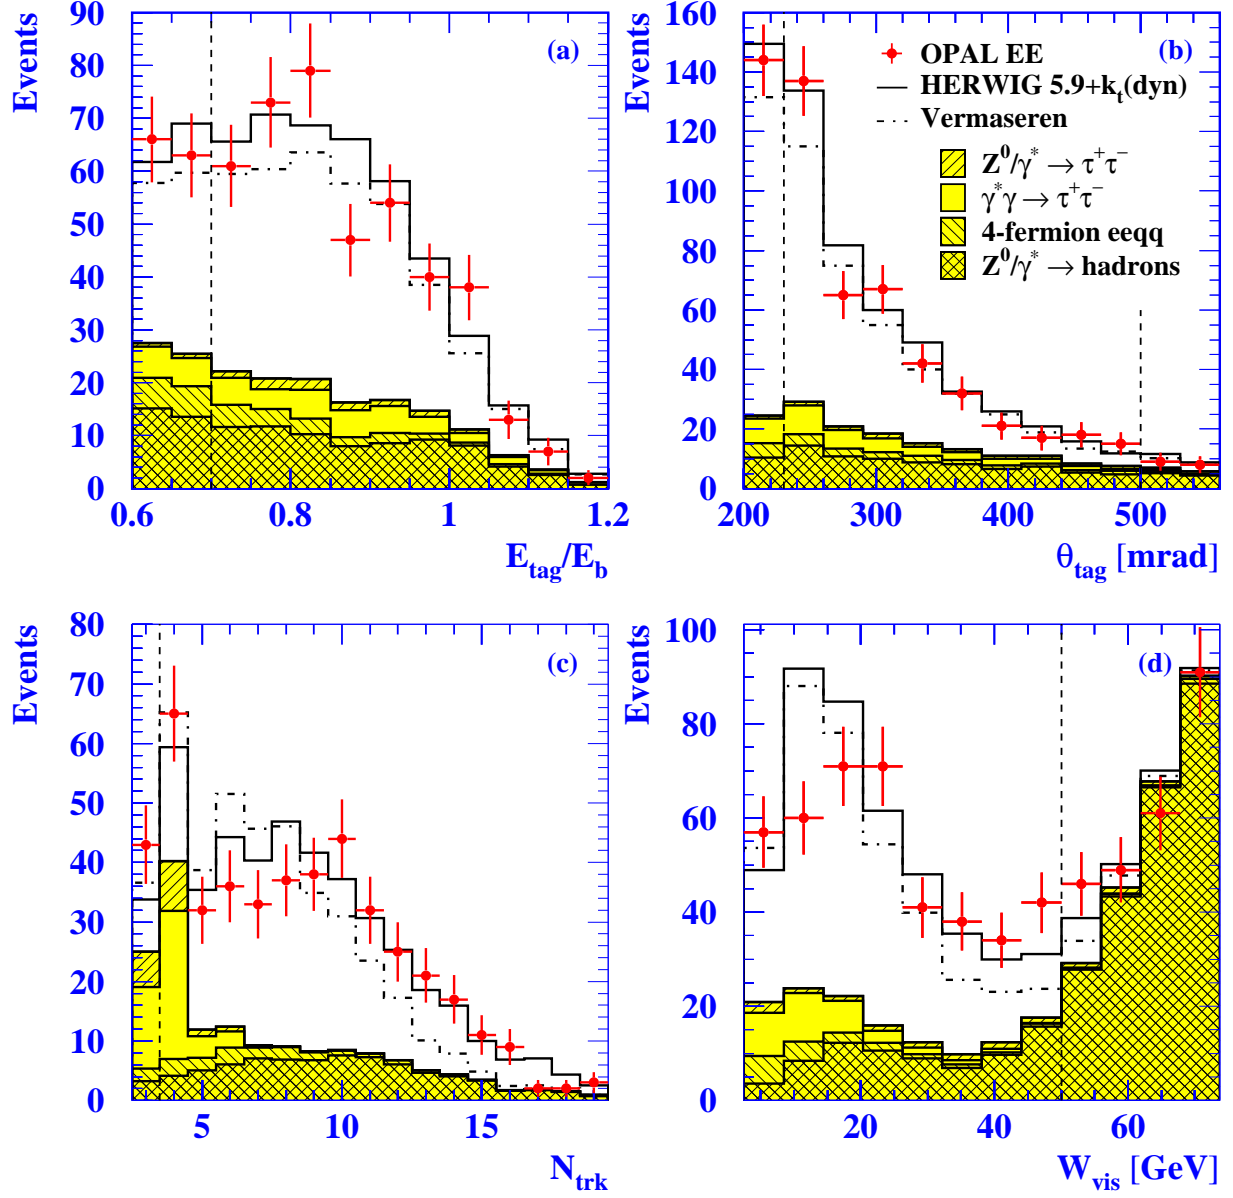 Events
90
80
70
60
50
40
30
20
10
0
(a)
0.6 0.8 1 1.2
E_tag/E_b
Events
160
140
120
100
80
60
40
20
0
(b)
OPAL EE
HERWIG 5.9+k_t(dyn)
Vermaseren
Z⁰/γ* → τ⁺τ⁻
γ*γ → τ⁺τ⁻
4-fermion eeqq
Z⁰/γ* → hadrons
200 300 400 500
θ_tag [mrad]
Events
80
70
60
50
40
30
20
10
0
(c)
5 10 15
N_trk
Events
100
80
60
40
20
0
(d)
20 40 60
W_vis [GeV]